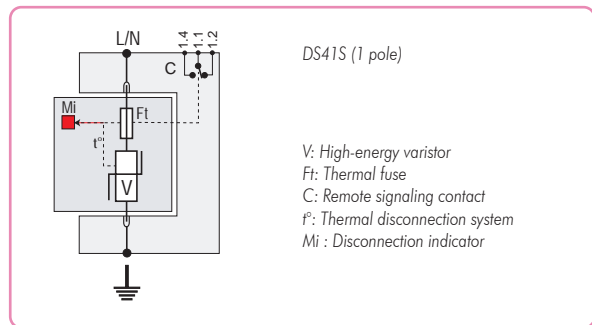 L/N
1.4
1.1
1.2
C
Mi
Ft
t°
V
DS41S (1 pole)
V: High-energy varistor
Ft: Thermal fuse
C: Remote signaling contact
t°: Thermal disconnection system
Mi : Disconnection indicator